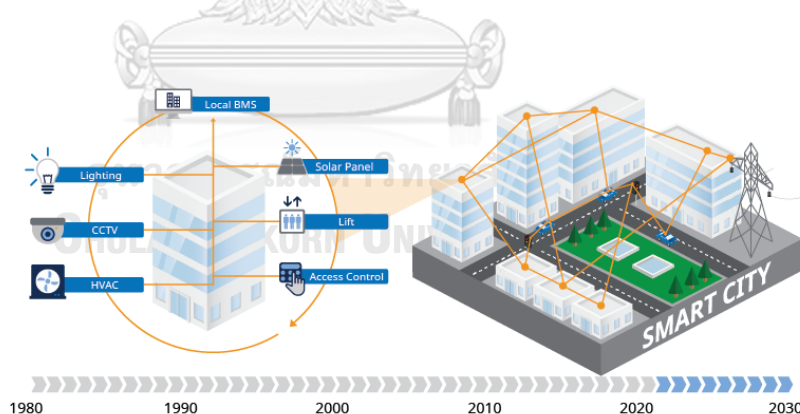 Local BMS
Lighting
Solar Panel
CCTV
Lift
HVAC
Access Control
SMART CITY
1980 1990 2000 2010 2020 2030